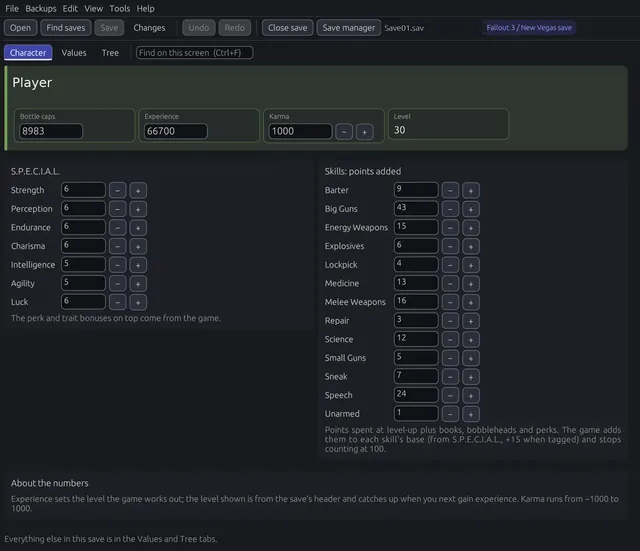 File Backups Edit View Tools Help
Open Find saves Save Changes Undo Redo Close save Save manager Save01.sav Fallout 3 / New Vegas save
Character Values Tree Find on this screen (Ctrl+F)
Player
Bottle caps Experience Karma Level
8983 66700 1000 − + 30
S.P.E.C.I.A.L.
Strength 6 − +
Perception 6 − +
Endurance 6 − +
Charisma 6 − +
Intelligence 5 − +
Agility 5 − +
Luck 6 − +
The perk and trait bonuses on top come from the game.
Skills: points added
Barter 9 − +
Big Guns 43 − +
Energy Weapons 15 − +
Explosives 6 − +
Lockpick 4 − +
Medicine 13 − +
Melee Weapons 16 − +
Repair 3 − +
Science 12 − +
Small Guns 5 − +
Sneak 7 − +
Speech 24 − +
Unarmed 1 − +
Points spent at level-up plus books, bobbleheads and perks. The game adds
them to each skill's base (from S.P.E.C.I.A.L., +15 when tagged) and stops
counting at 100.
About the numbers
Experience sets the level the game works out; the level shown is from the save's header and catches up when you next gain experience. Karma runs from −1000 to
1000.
Everything else in this save is in the Values and Tree tabs.